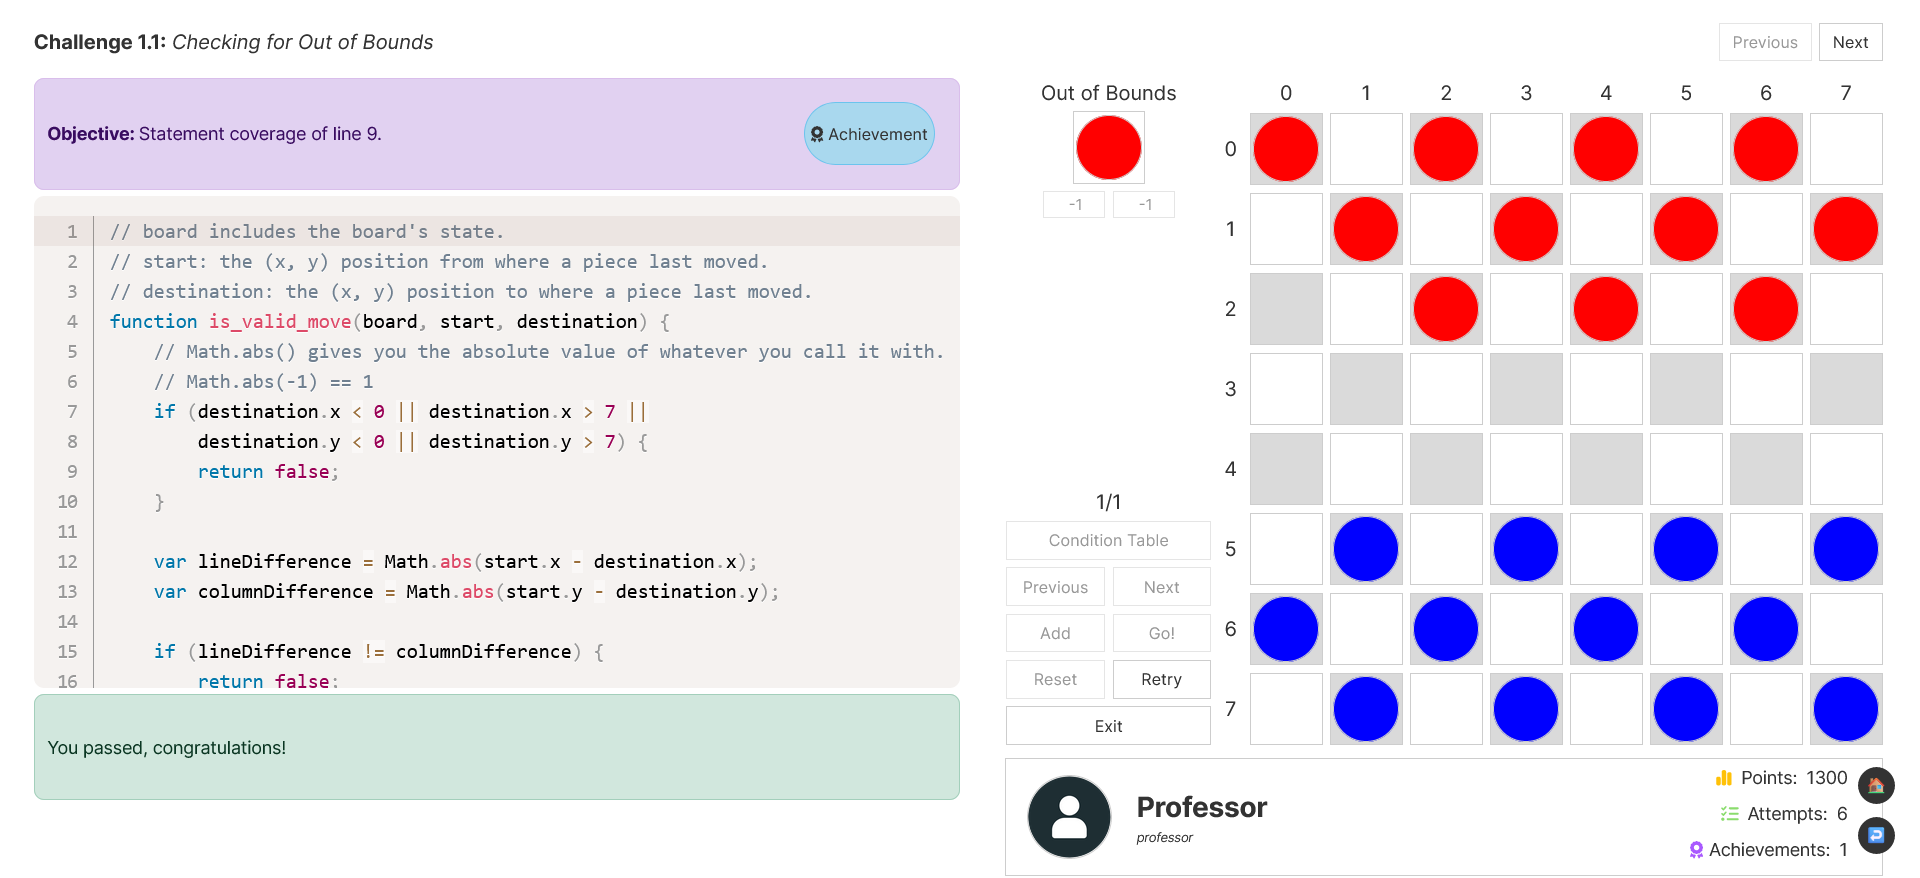 Challenge 1.1: Checking for Out of Bounds
Previous
Next
Objective: Statement coverage of line 9.
Achievement
1 // board includes the board's state.
2 // start: the (x, y) position from where a piece last moved.
3 // destination: the (x, y) position to where a piece last moved.
4 function is_valid_move(board, start, destination) {
5 // Math.abs() gives you the absolute value of whatever you call it with.
6 // Math.abs(-1) == 1
7 if (destination.x < 0 || destination.x > 7 ||
8 destination.y < 0 || destination.y > 7) {
9 return false;
10 }
11
12 var lineDifference = Math.abs(start.x - destination.x);
13 var columnDifference = Math.abs(start.y - destination.y);
14
15 if (lineDifference != columnDifference) {
16 return false;
You passed, congratulations!
Out of Bounds
-1 -1
1/1
Condition Table
Previous Next
Add Go!
Reset Retry
Exit
0 1 2 3 4 5 6 7
0
1
2
3
4
5
6
7
Professor
professor
Points: 1300
Attempts: 6
Achievements: 1